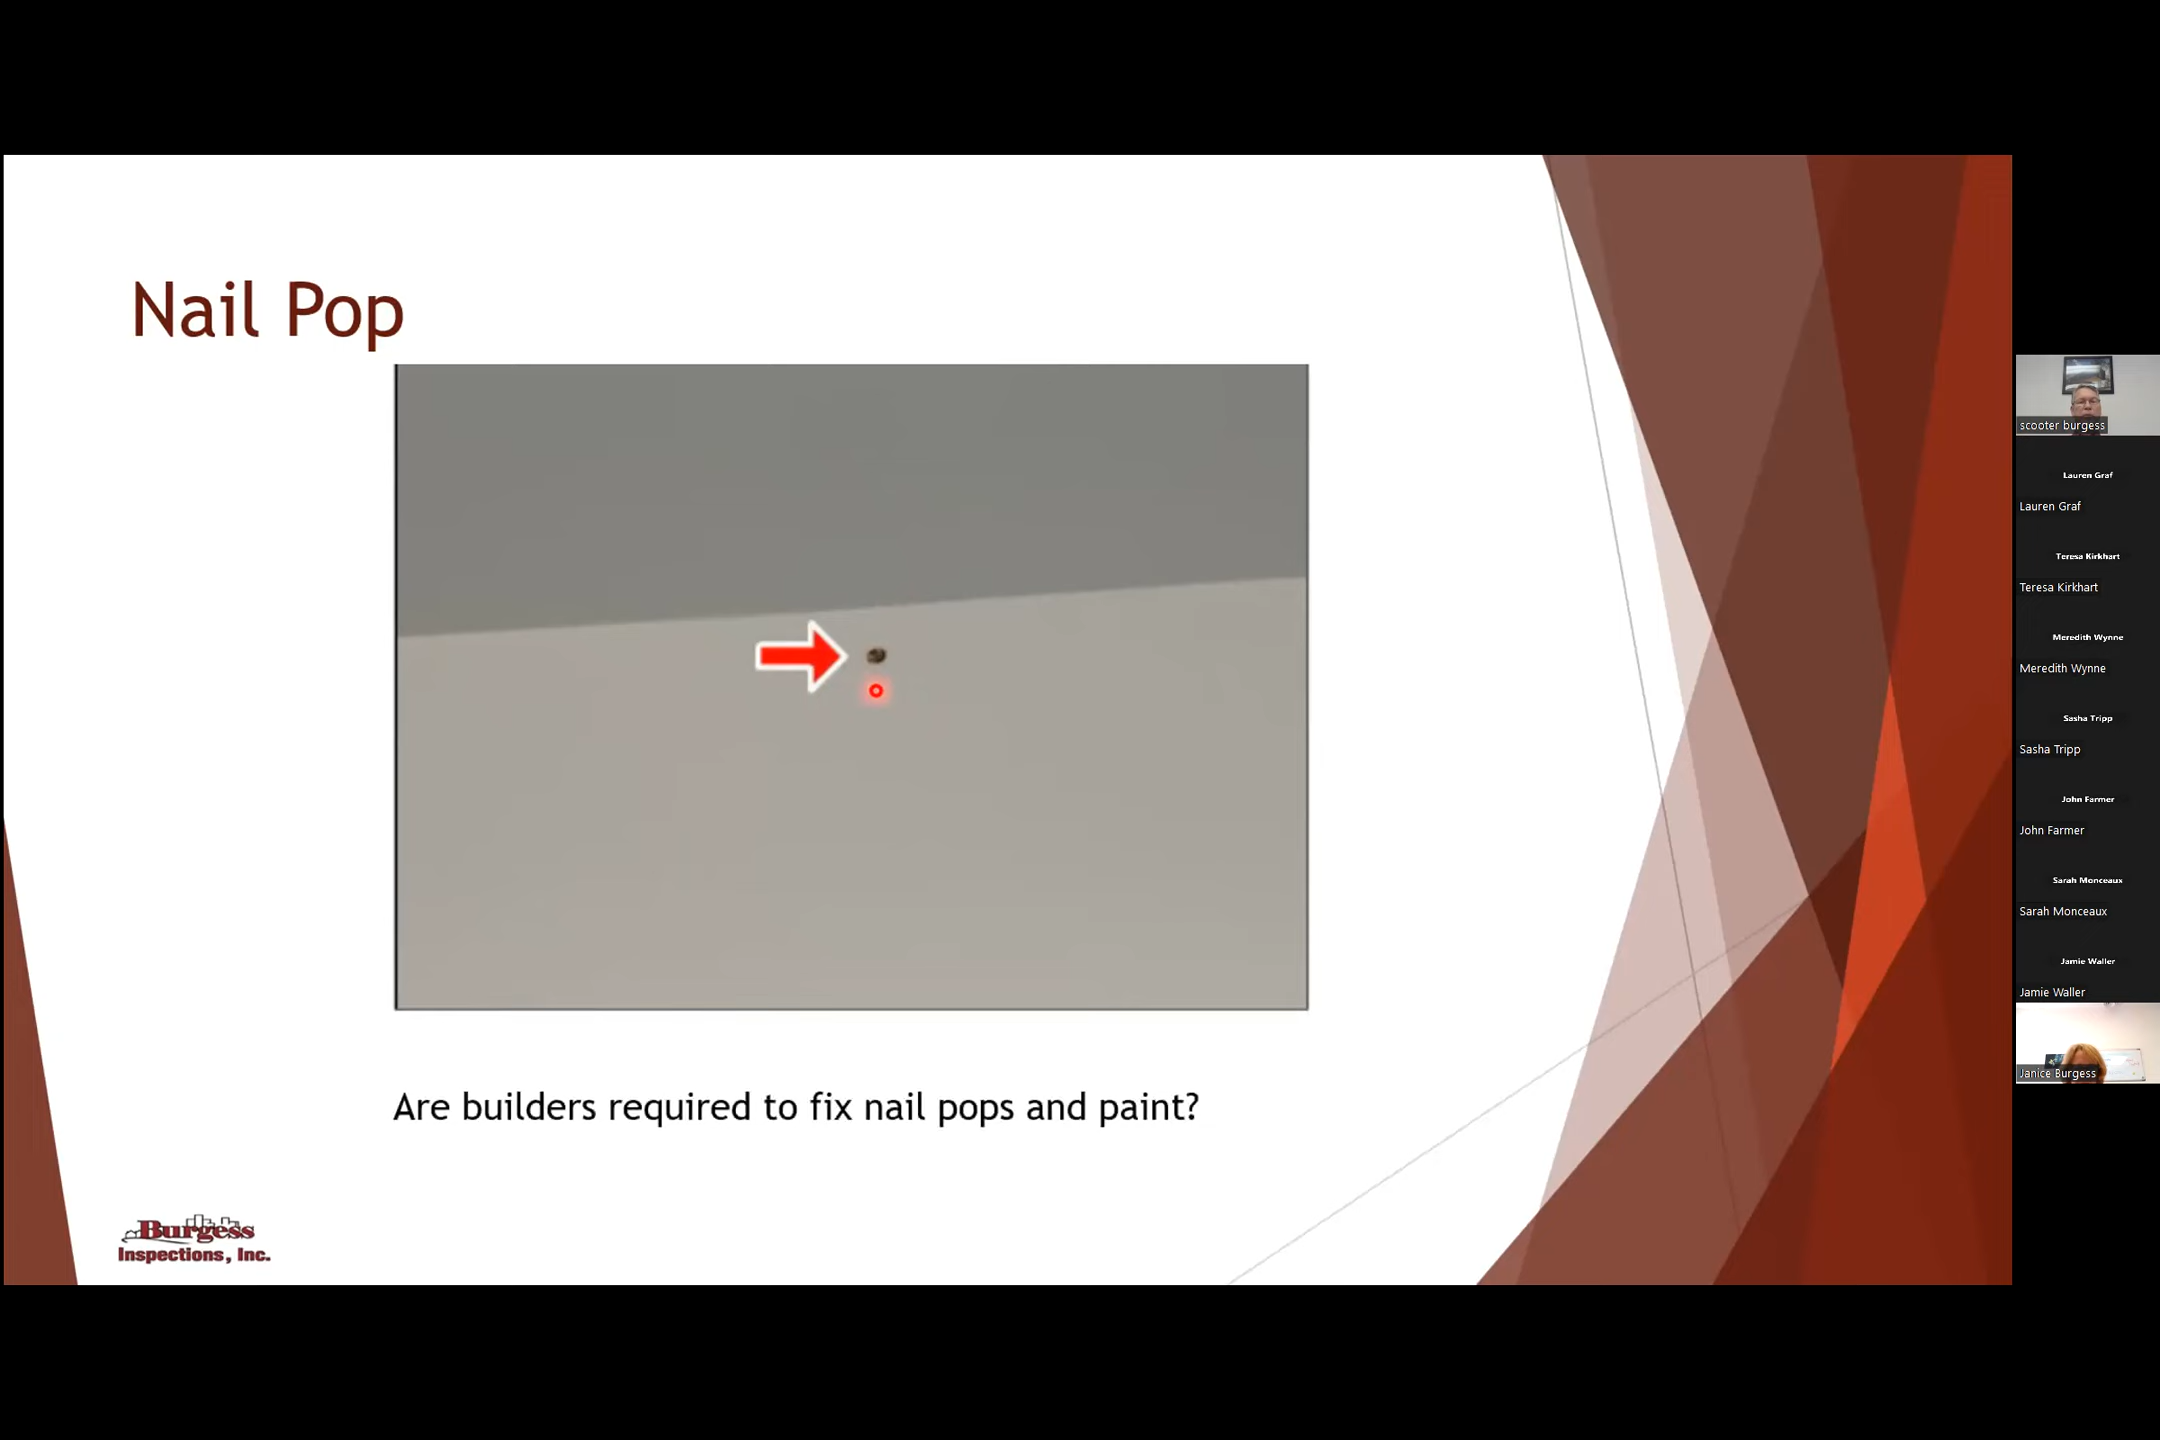 Nail Pop
Are builders required to fix nail pops and paint?
Burgess
Inspections, Inc.
scooter burgess
Lauren Graf
Lauren Graf
Teresa Kirkhart
Teresa Kirkhart
Meredith Wynne
Meredith Wynne
Sasha Tripp
Sasha Tripp
John Farmer
John Farmer
Sarah Monceaux
Sarah Monceaux
Jamie Waller
Jamie Waller
Janice Burgess